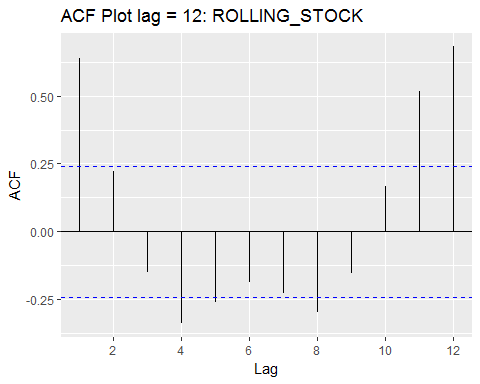 ACF Plot lag = 12: ROLLING_STOCK
0.50
0.25
0.00
-0.25
ACF
2 4 6 8 10 12
Lag